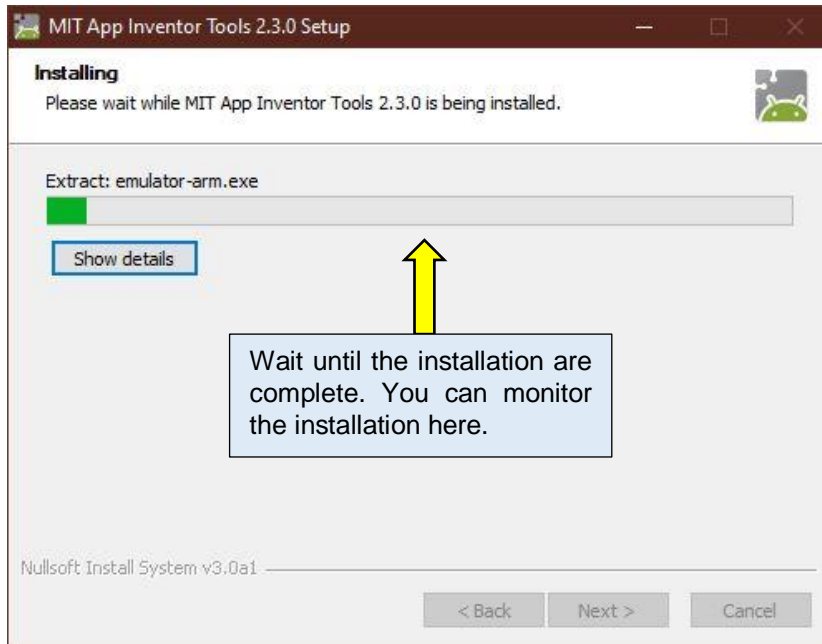 MIT App Inventor Tools 2.3.0 Setup
Installing
Please wait while MIT App Inventor Tools 2.3.0 is being installed.
Extract: emulator-arm.exe
Show details
Wait until the installation are
complete. You can monitor
the installation here.
Nullsoft Install System v3.0a1
< Back Next > Cancel